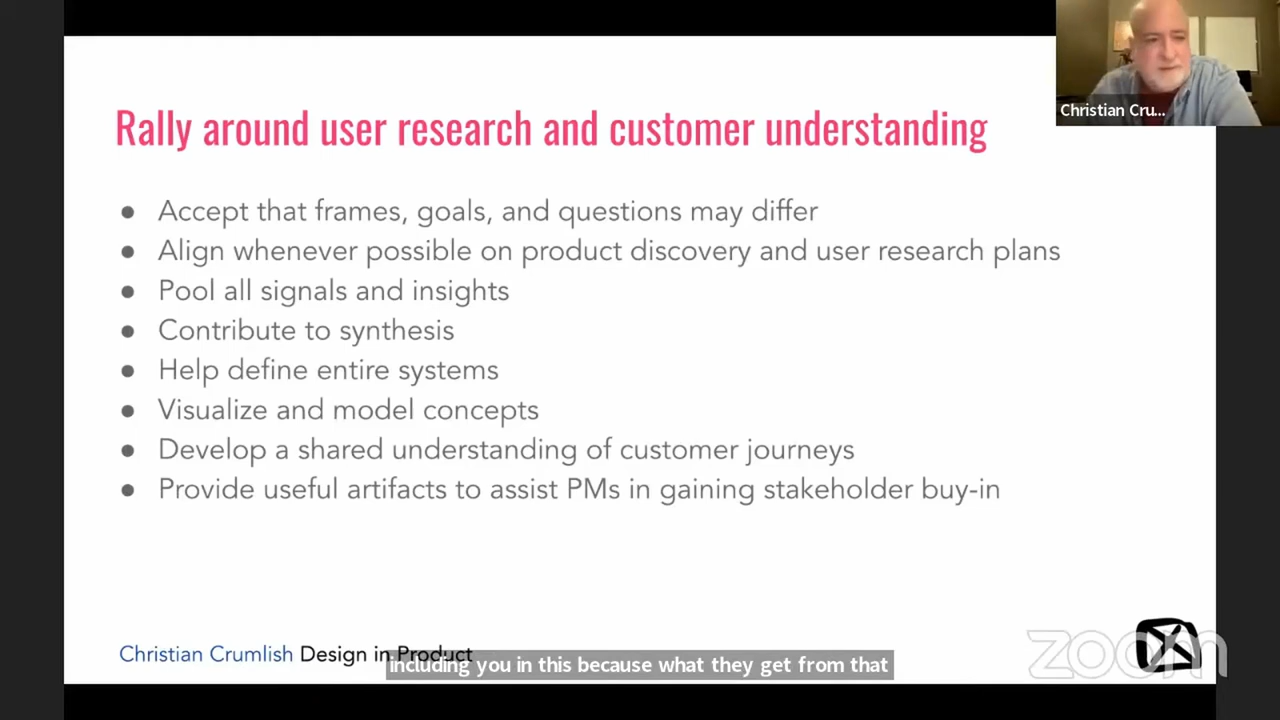 Rally around user research and customer understanding
Christian Cru...
● Accept that frames, goals, and questions may differ
● Align whenever possible on product discovery and user research plans
● Pool all signals and insights
● Contribute to synthesis
● Help define entire systems
● Visualize and model concepts
● Develop a shared understanding of customer journeys
● Provide useful artifacts to assist PMs in gaining stakeholder buy-in
Christian Crumlish Design in Product
including you in this because what they get from that
zoom